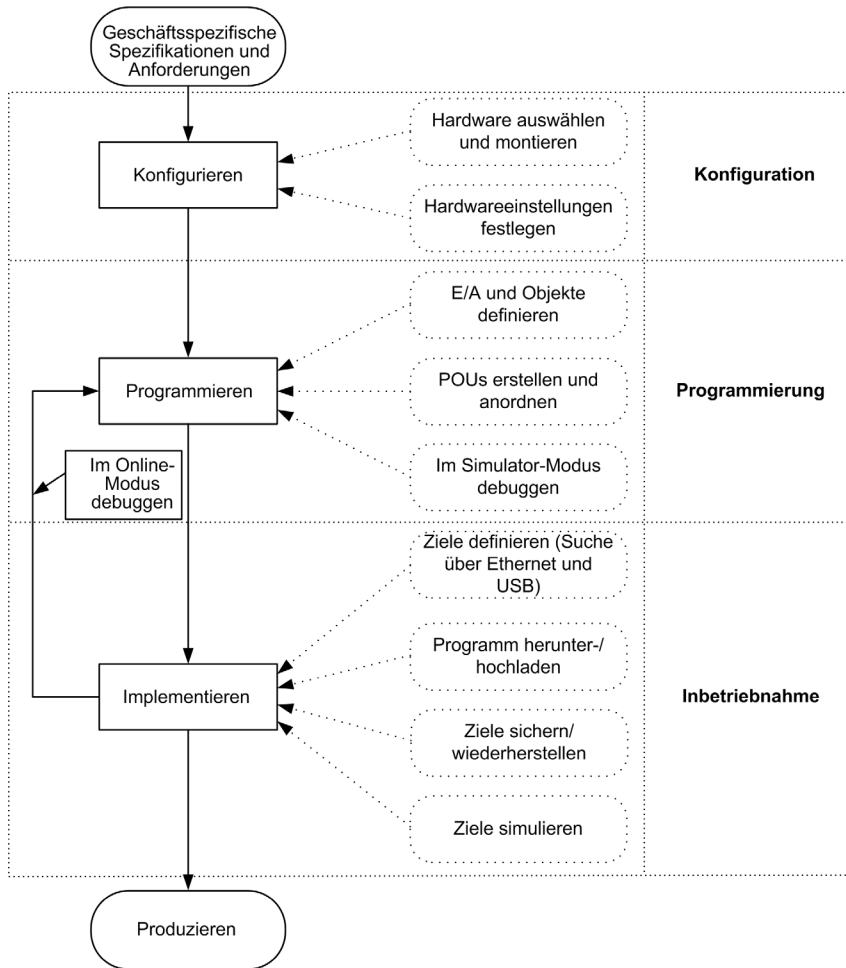 Geschäftsspezifische
Spezifikationen und
Anforderungen
Hardware auswählen
und montieren
Konfigurieren
Konfiguration
Hardwareeinstellungen
festlegen
E/A und Objekte
definieren
Programmieren
POUs erstellen und
anordnen
Programmierung
Im Online-
Modus
debuggen
Im Simulator-Modus
debuggen
Ziele definieren (Suche
über Ethernet und
USB)
Programm herunter-/
hochladen
Implementieren
Inbetriebnahme
Ziele sichern/
wiederherstellen
Ziele simulieren
Produzieren